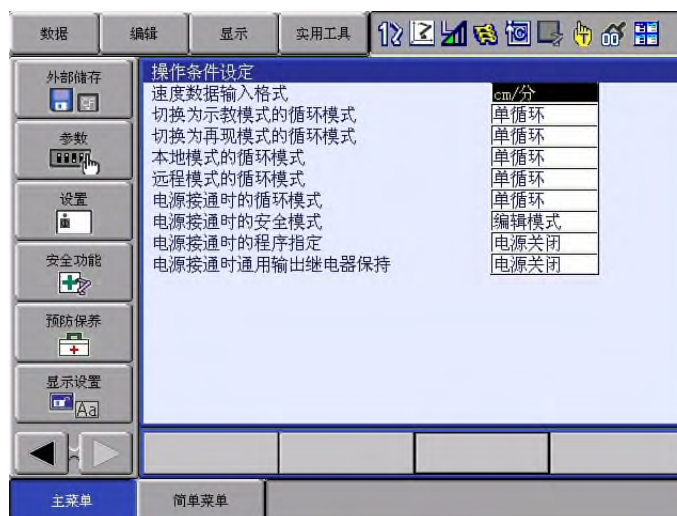 数据
编辑
显示
实用工具
外部储存
参数
设置
安全功能
预防保养
显示设置
操作条件设定
速度数据输入格式 cm/分
切换为示教模式的循环模式 单循环
切换为再现模式的循环模式 单循环
本地模式的循环模式 单循环
远程模式的循环模式 单循环
电源接通时的循环模式 单循环
电源接通时的安全模式 编辑模式
电源接通时的程序指定 电源关闭
电源接通时通用输出继电器保持 电源关闭
主菜单
简单菜单